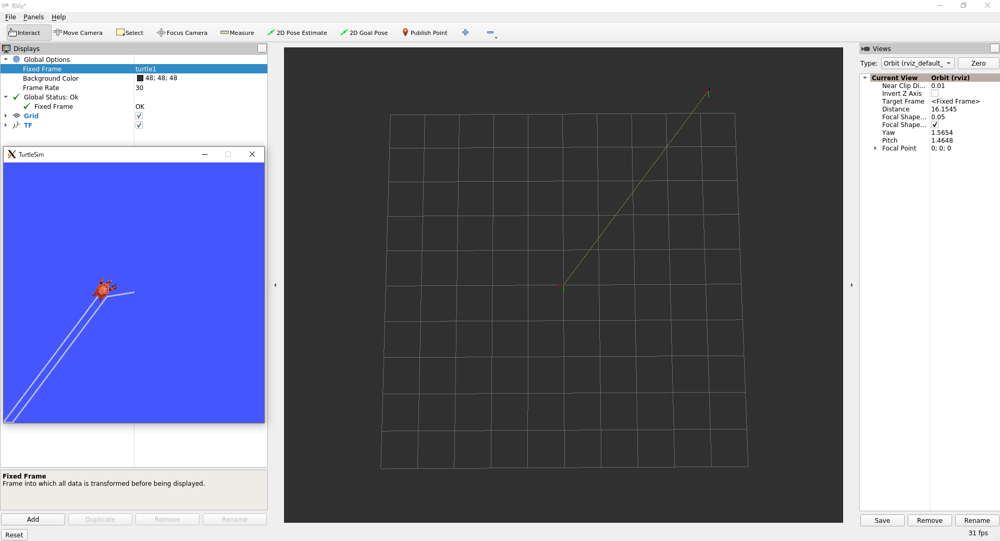 RViz*
File Panels Help
Interact Move Camera Select Focus Camera Measure 2D Pose Estimate 2D Goal Pose Publish Point
Displays
Global Options
Fixed Frame turtle1
Background Color 48; 48; 48
Frame Rate 30
Global Status: Ok
Fixed Frame OK
Grid
TF
TurtleSim
Fixed Frame
Frame into which all data is transformed before being displayed.
Add Duplicate Remove Rename
Reset
Views
Type: Orbit (rviz_default_ Zero
Current View Orbit (rviz)
Near Clip Di... 0.01
Invert Z Axis
Target Frame <Fixed Frame>
Distance 16.1545
Focal Shape... 0.05
Focal Shape...
Yaw 1.5654
Pitch 1.4648
Focal Point 0; 0; 0
Save Remove Rename
31 fps